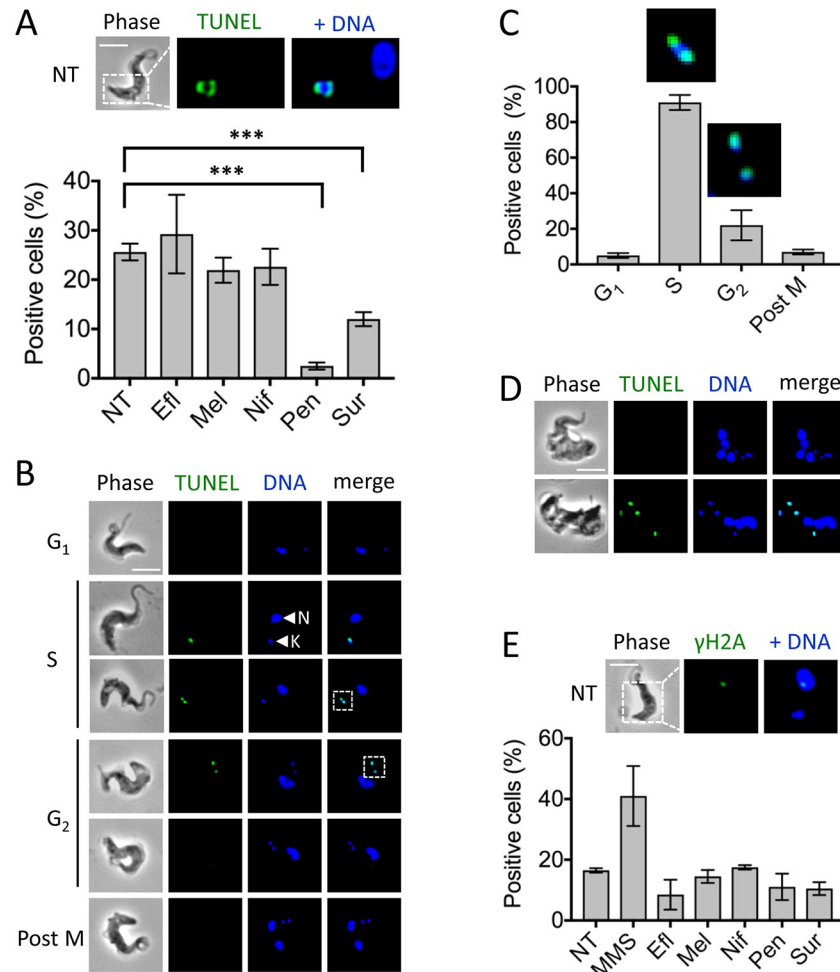 A
Phase TUNEL + DNA
NT
***
***
Positive cells (%)
40
30
20
10
0
NT Efl Mel Nif Pen Sur
B
Phase TUNEL DNA merge
G₁
S
N
K
G₂
Post M
C
Positive cells (%)
100
80
60
40
20
0
G₁ S G₂ Post M
D
Phase TUNEL DNA merge
E
Phase γH2A + DNA
NT
Positive cells (%)
60
40
20
0
NT MMS Efl Mel Nif Pen Sur